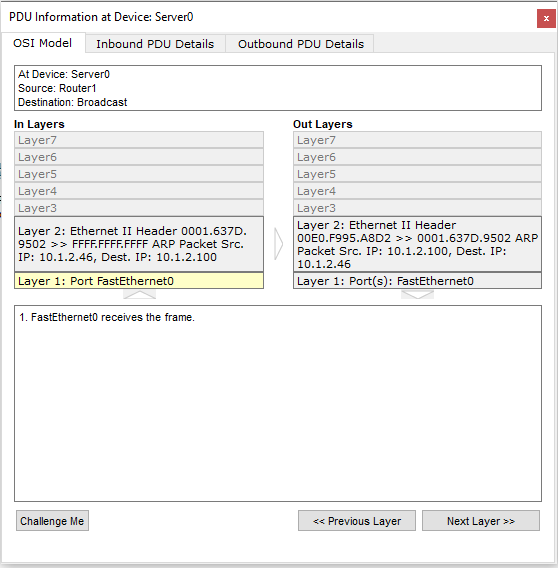 PDU Information at Device: Server0
x
OSI Model
Inbound PDU Details
Outbound PDU Details
At Device: Server0
Source: Router1
Destination: Broadcast
In Layers
Layer7
Layer6
Layer5
Layer4
Layer3
Layer 2: Ethernet II Header 0001.637D.
9502 >> FFFF.FFFF.FFFF ARP Packet Src.
IP: 10.1.2.46, Dest. IP: 10.1.2.100
Layer 1: Port FastEthernet0
Out Layers
Layer7
Layer6
Layer5
Layer4
Layer3
Layer 2: Ethernet II Header
00E0.F995.A8D2 >> 0001.637D.9502 ARP
Packet Src. IP: 10.1.2.100, Dest. IP:
10.1.2.46
Layer 1: Port(s): FastEthernet0
1. FastEthernet0 receives the frame.
Challenge Me
<< Previous Layer
Next Layer >>